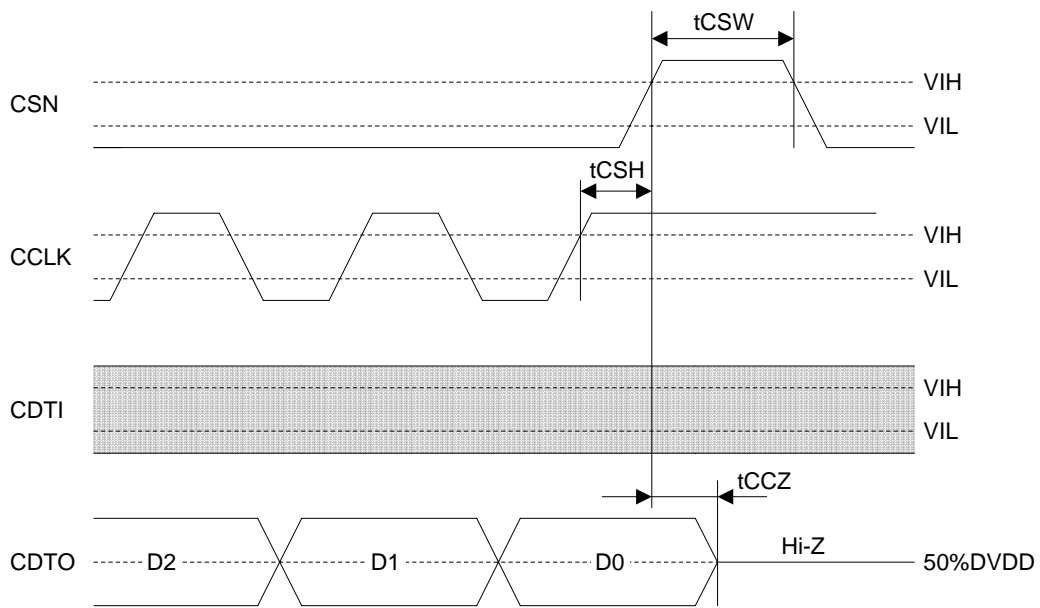 tCSW
VIH
CSN
VIL
tCSH
VIH
CCLK
VIL
VIH
CDTI
VIL
tCCZ
Hi-Z
CDTO D2 D1 D0 50%DVDD